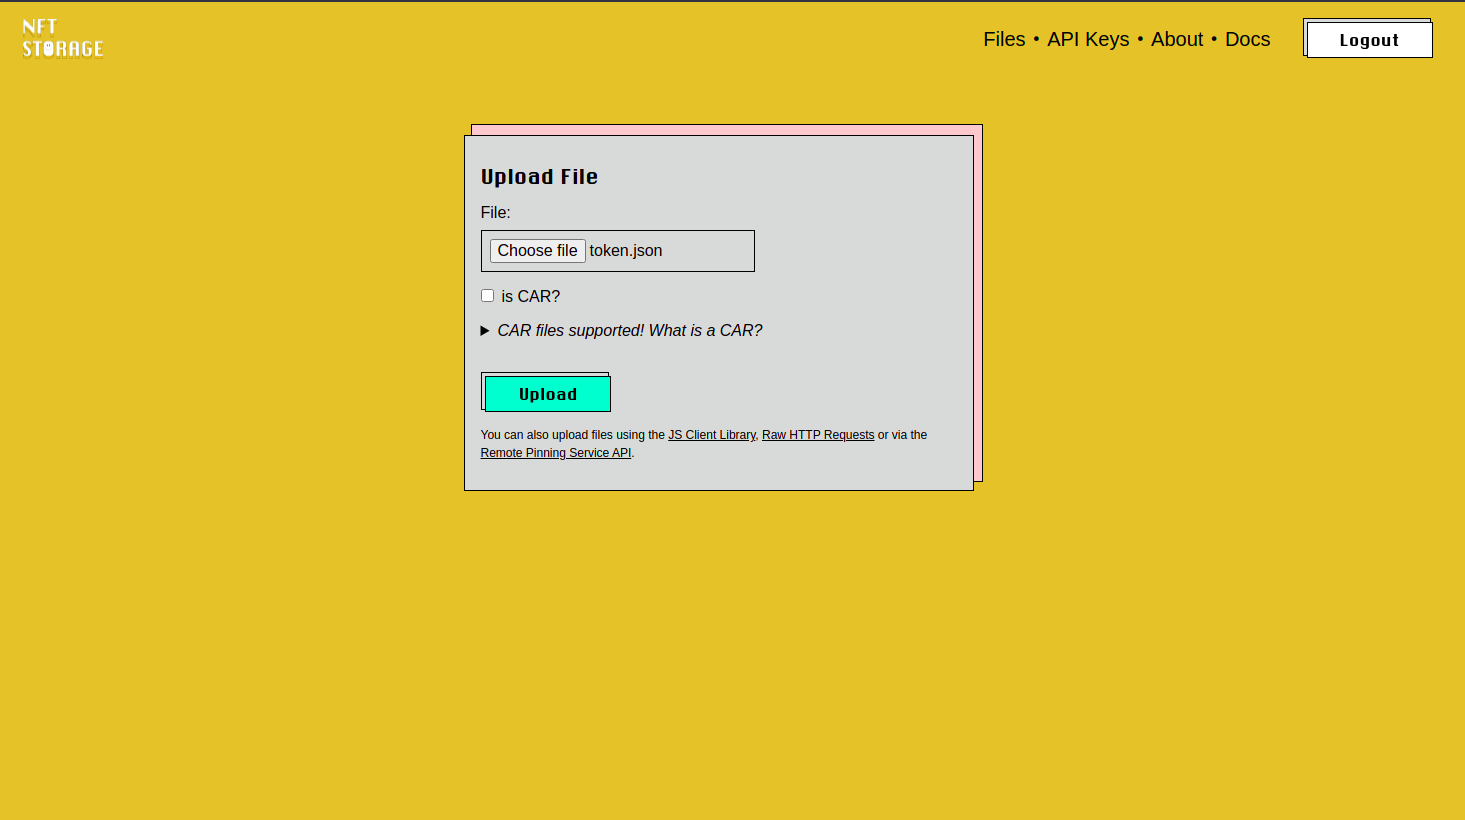 NFT
STORAGE
Files • API Keys • About • Docs
Logout
Upload File
File:
Choose file token.json
is CAR?
CAR files supported! What is a CAR?
Upload
You can also upload files using the JS Client Library, Raw HTTP Requests or via the
Remote Pinning Service API.